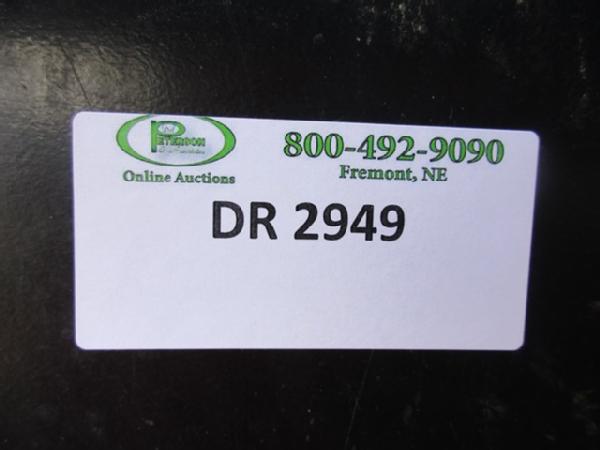 PETERSON
Online Auctions
800-492-9090
Fremont, NE
DR 2949